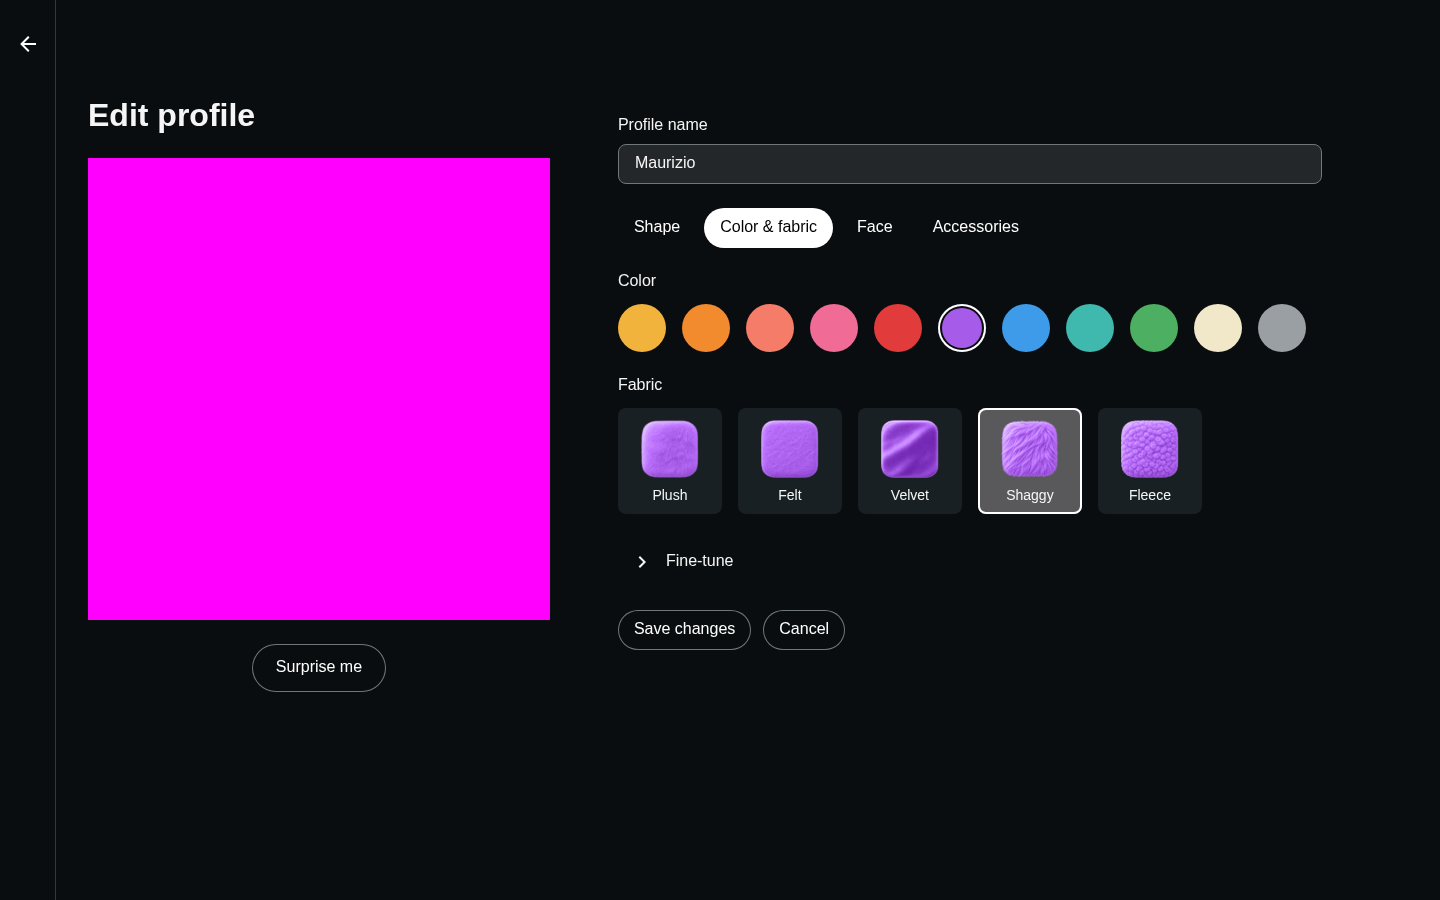 Edit profile
Surprise me
Profile name
Maurizio
Shape
Color & fabric
Face
Accessories
Color
Fabric
Plush
Felt
Velvet
Shaggy
Fleece
Fine-tune
Save changes
Cancel